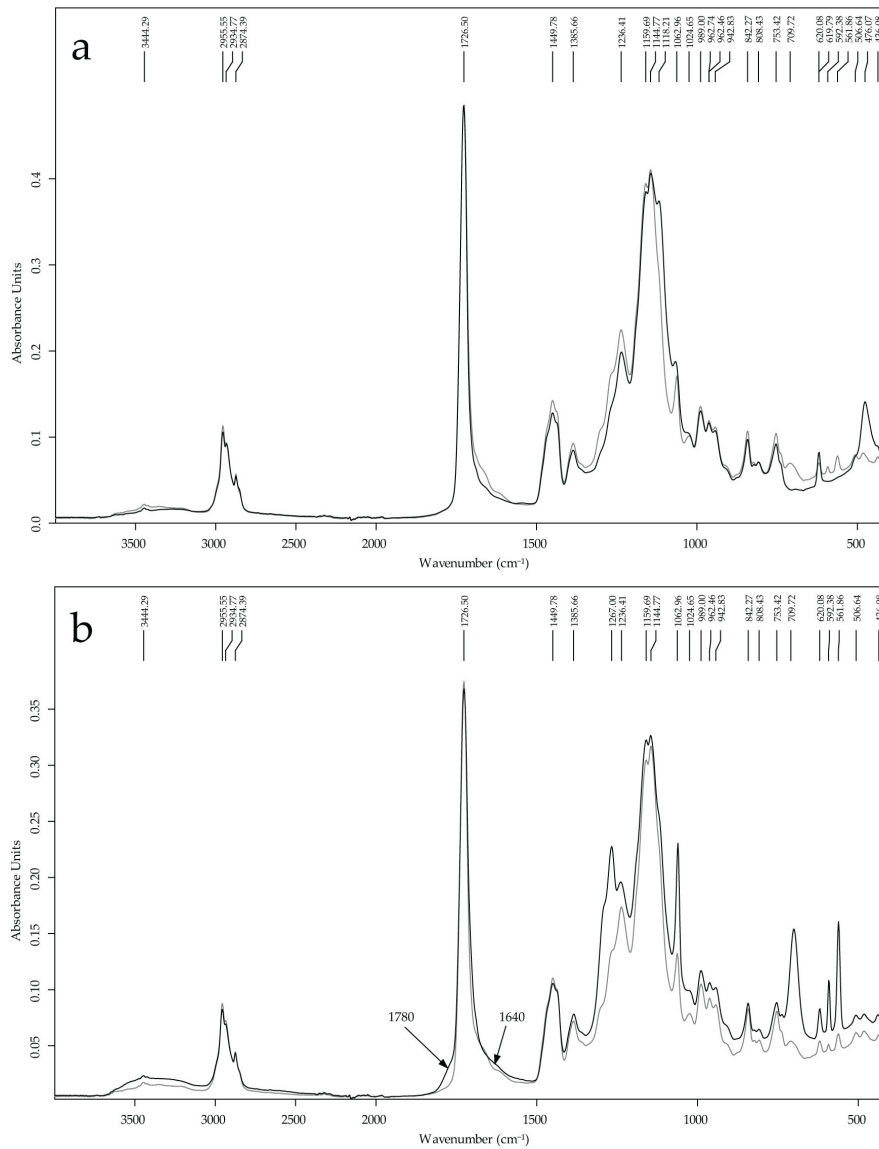 a
3444.29 2955.55 2934.77 2874.39 1726.50 1449.78 1385.66 1236.41 1159.69 1144.77 1118.21 1062.96 1024.65 989.00 962.74 962.46 942.83 842.27 808.43 753.42 709.72 620.08 619.79 592.38 561.86 506.64 476.07
Absorbance Units
0.4
0.3
0.2
0.1
0.0
3500 3000 2500 2000 1500 1000 500
Wavenumber (cm⁻¹)
b
3444.29 2955.55 2934.77 2874.39 1726.50 1449.78 1385.66 1267.00 1236.41 1159.69 1144.77 1062.96 1024.65 989.00 962.46 942.83 842.27 808.43 753.42 709.72 620.08 592.38 561.86 506.64
Absorbance Units
0.35
0.30
0.25
0.20
0.15
0.10
0.05
1780 1640
3500 3000 2500 2000 1500 1000 500
Wavenumber (cm⁻¹)